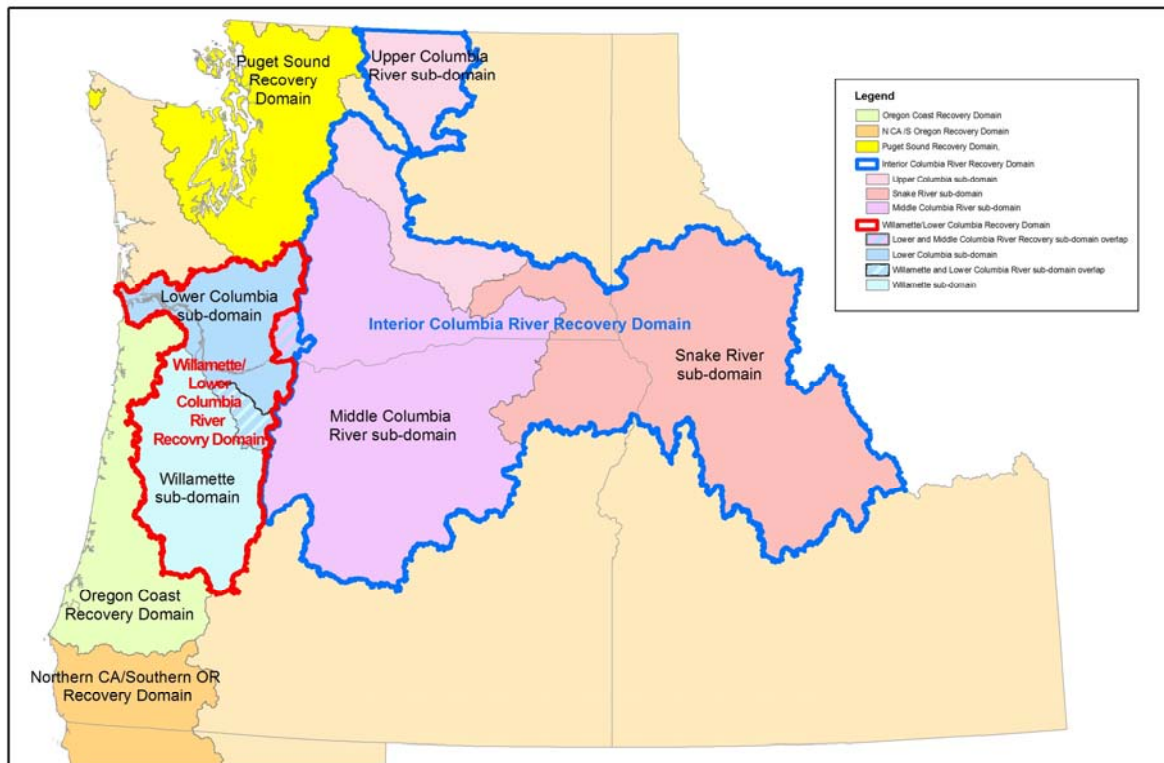 Puget Sound
Recovery
Domain
Upper Columbia
River sub-domain
Lower Columbia
sub-domain
Interior Columbia River Recovery Domain
Willamette/
Lower
Columbia
River
Recovry Domain
Snake River
sub-domain
Middle Columbia
River sub-domain
Willamette
sub-domain
Oregon Coast
Recovery Domain
Northern CA/Southern OR
Recovery Domain
Legend
Oregon Coast Recovery Domain
N CA /S Oregon Recovery Domain
Puget Sound Recovery Domain,
Interior Columbia River Recovery Domain
Upper Columbia sub-domain
Snake River sub-domain
Middle Columbia River sub-domain
Willamette/Lower Columbia Recovery Domain
Lower and Middle Columbia River Recovery sub-domain overlap
Lower Columbia sub-domain
Willamette and Lower Columbia River sub-domain overlap
Willamette sub-domain